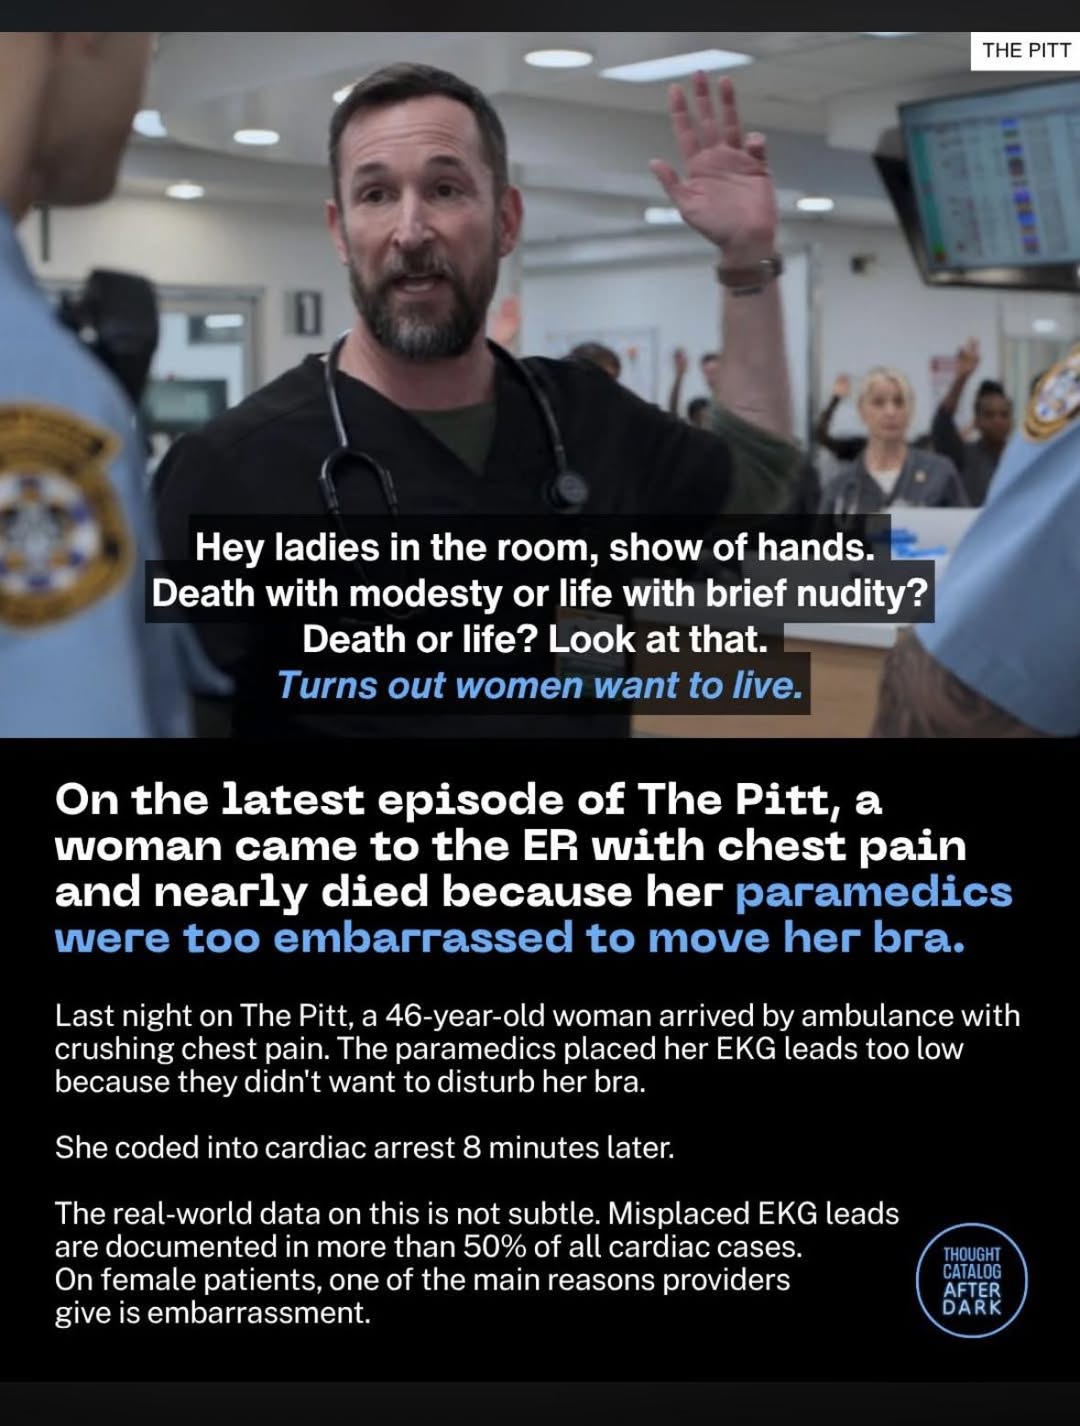 THE PITT
Hey ladies in the room, show of hands.
Death with modesty or life with brief nudity?
Death or life? Look at that.
Turns out women want to live.
On the latest episode of The Pitt, a
woman came to the ER with chest pain
and nearly died because her paramedics
were too embarrassed to move her bra.
Last night on The Pitt, a 46-year-old woman arrived by ambulance with
crushing chest pain. The paramedics placed her EKG leads too low
because they didn't want to disturb her bra.
She coded into cardiac arrest 8 minutes later.
The real-world data on this is not subtle. Misplaced EKG leads
are documented in more than 50% of all cardiac cases.
On female patients, one of the main reasons providers
give is embarrassment.
THOUGHT
CATALOG
AFTER
DARK